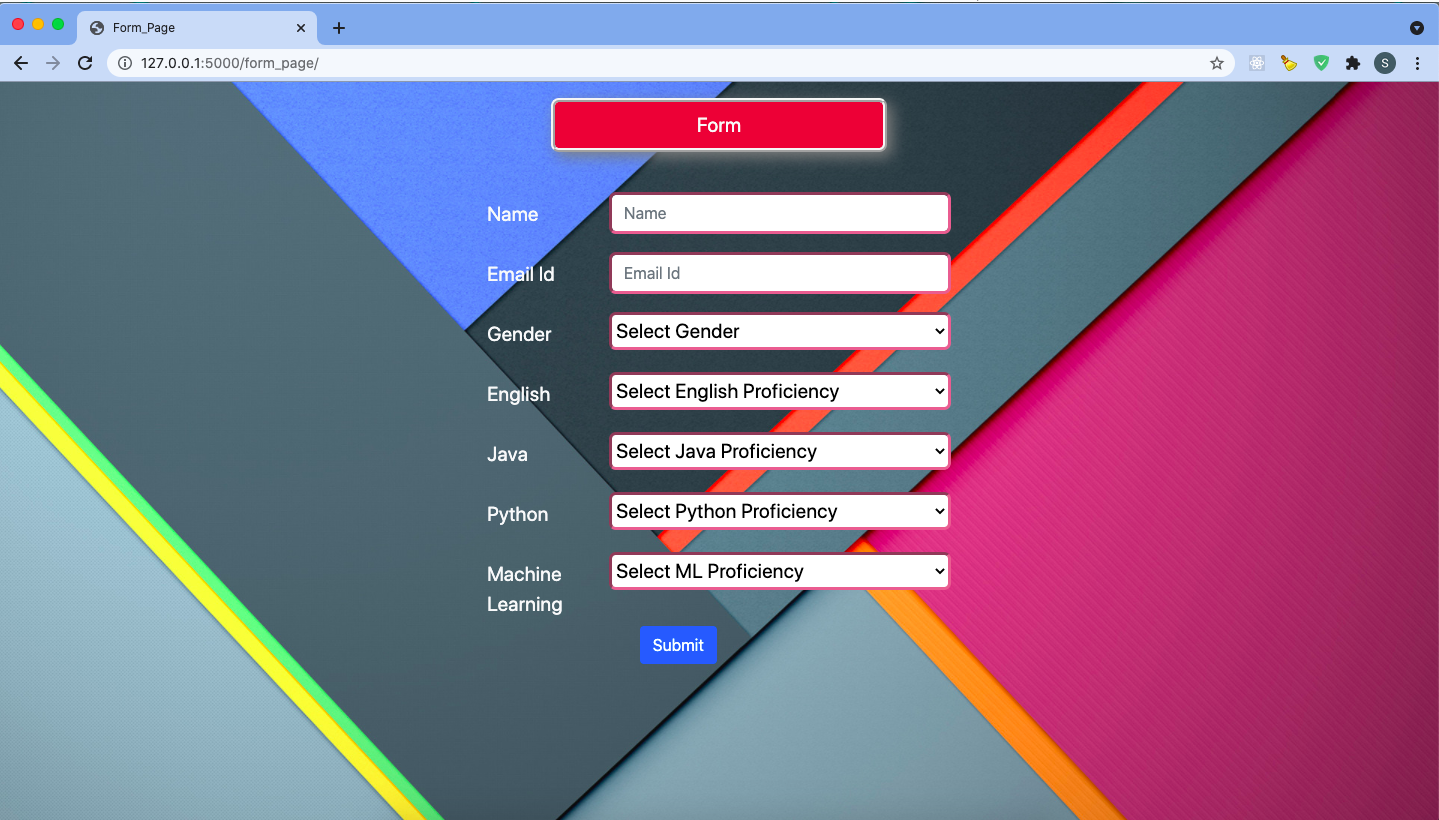 Form_Page
127.0.0.1:5000/form_page/
S
Form
Name
Name
Email Id
Email Id
Gender
Select Gender
English
Select English Proficiency
Java
Select Java Proficiency
Python
Select Python Proficiency
Machine
Learning
Select ML Proficiency
Submit